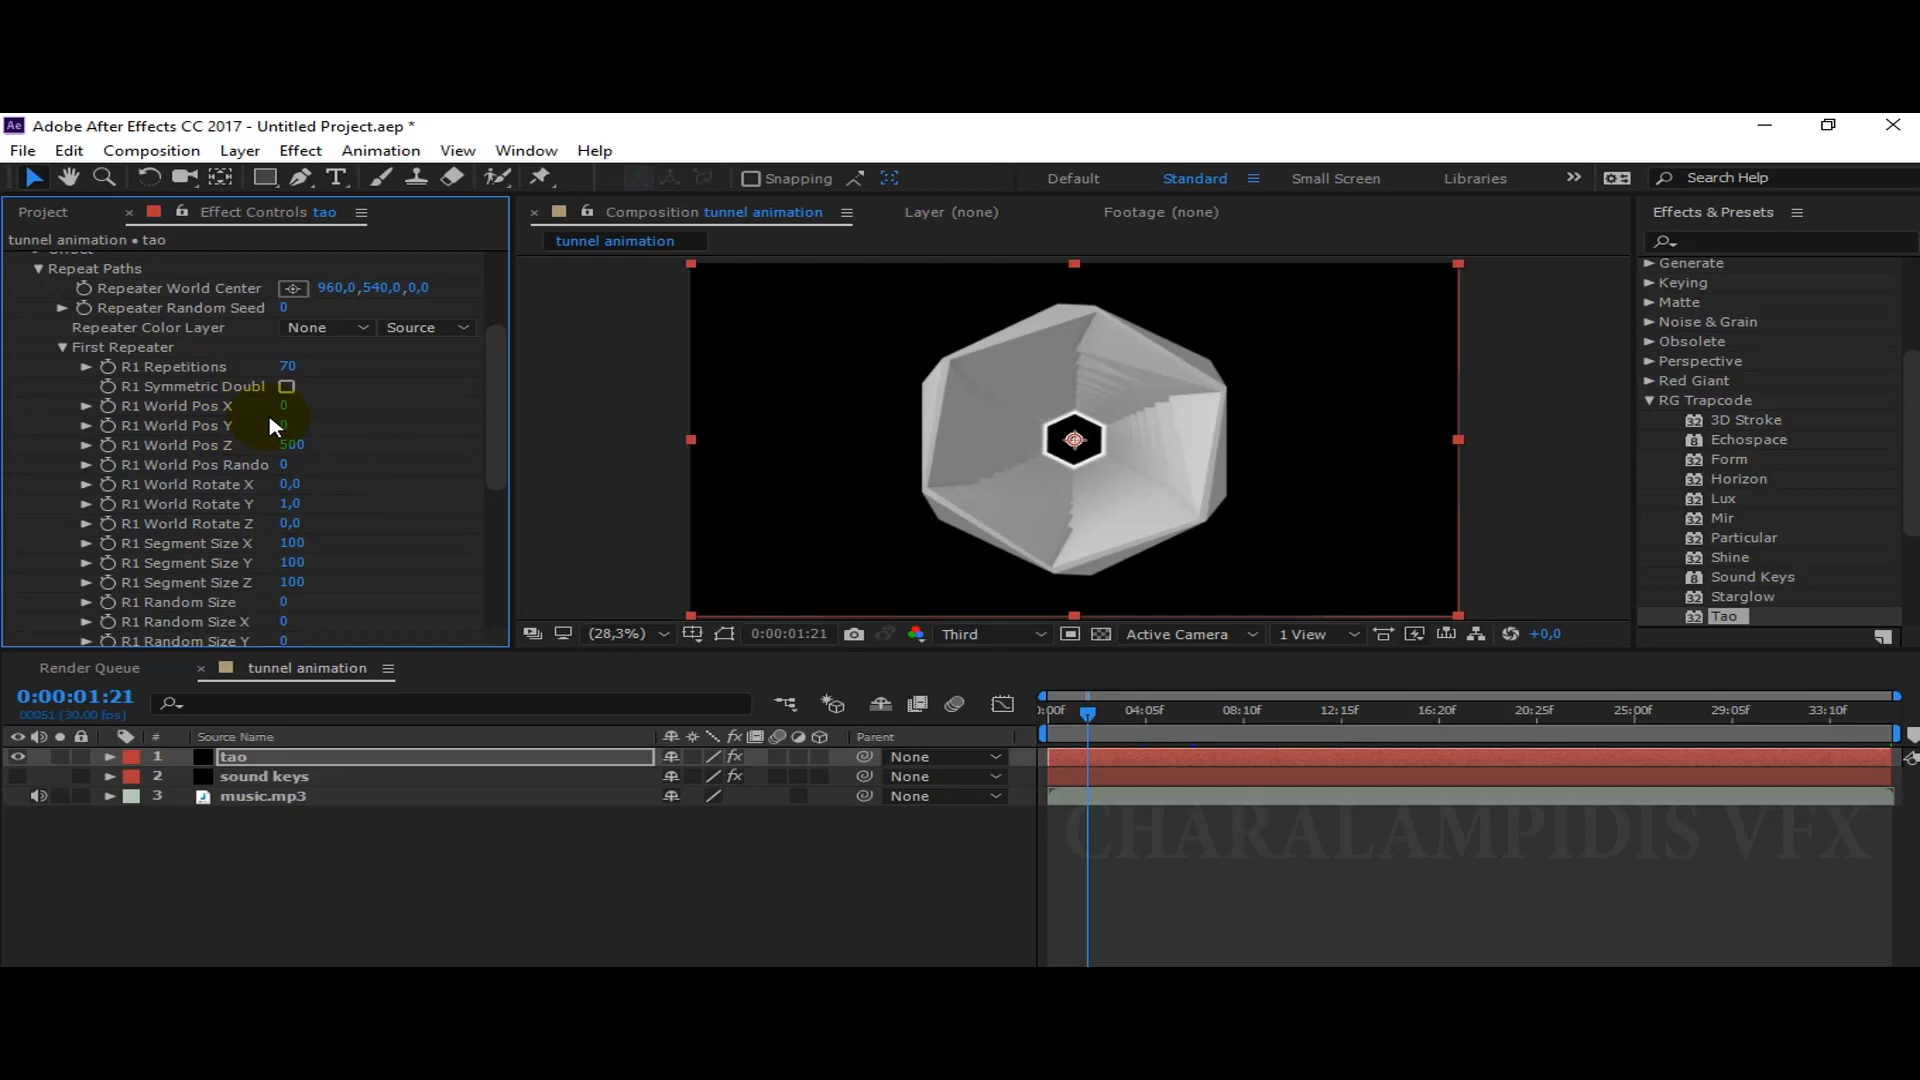 Ae Adobe After Effects CC 2017 - Untitled Project.aep *
File Edit Composition Layer Effect Animation View Window Help
Snapping Default Standard Small Screen Libraries Search Help
Project Effect Controls tao Composition tunnel animation Layer (none) Footage (none) Effects & Presets
tunnel animation • tao
tunnel animation
Repeat Paths
Repeater World Center 960,0,540,0,0,0
Repeater Random Seed 0
Repeater Color Layer None Source
First Repeater
R1 Repetitions 70
R1 Symmetric Doubl
R1 World Pos X 0
R1 World Pos Y 0
R1 World Pos Z 500
R1 World Pos Rando 0
R1 World Rotate X 0,0
R1 World Rotate Y 1,0
R1 World Rotate Z 0,0
R1 Segment Size X 100
R1 Segment Size Y 100
R1 Segment Size Z 100
R1 Random Size 0
R1 Random Size X 0
R1 Random Size Y 0
Generate
Keying
Matte
Noise & Grain
Obsolete
Perspective
Red Giant
RG Trapcode
3D Stroke
Echospace
Form
Horizon
Lux
Mir
Particular
Shine
Sound Keys
Starglow
Tao
(28,3%) 0:00:01:21 Third Active Camera 1 View +0,0
Render Queue tunnel animation
0:00:01:21
00051 (30.00 fps)
:00f 04:05f 08:10f 12:15f 16:20f 20:25f 25:00f 29:05f 33:10f
# Source Name Parent
1 tao None
2 sound keys None
3 music.mp3 None
CHARALAMPIDIS VFX